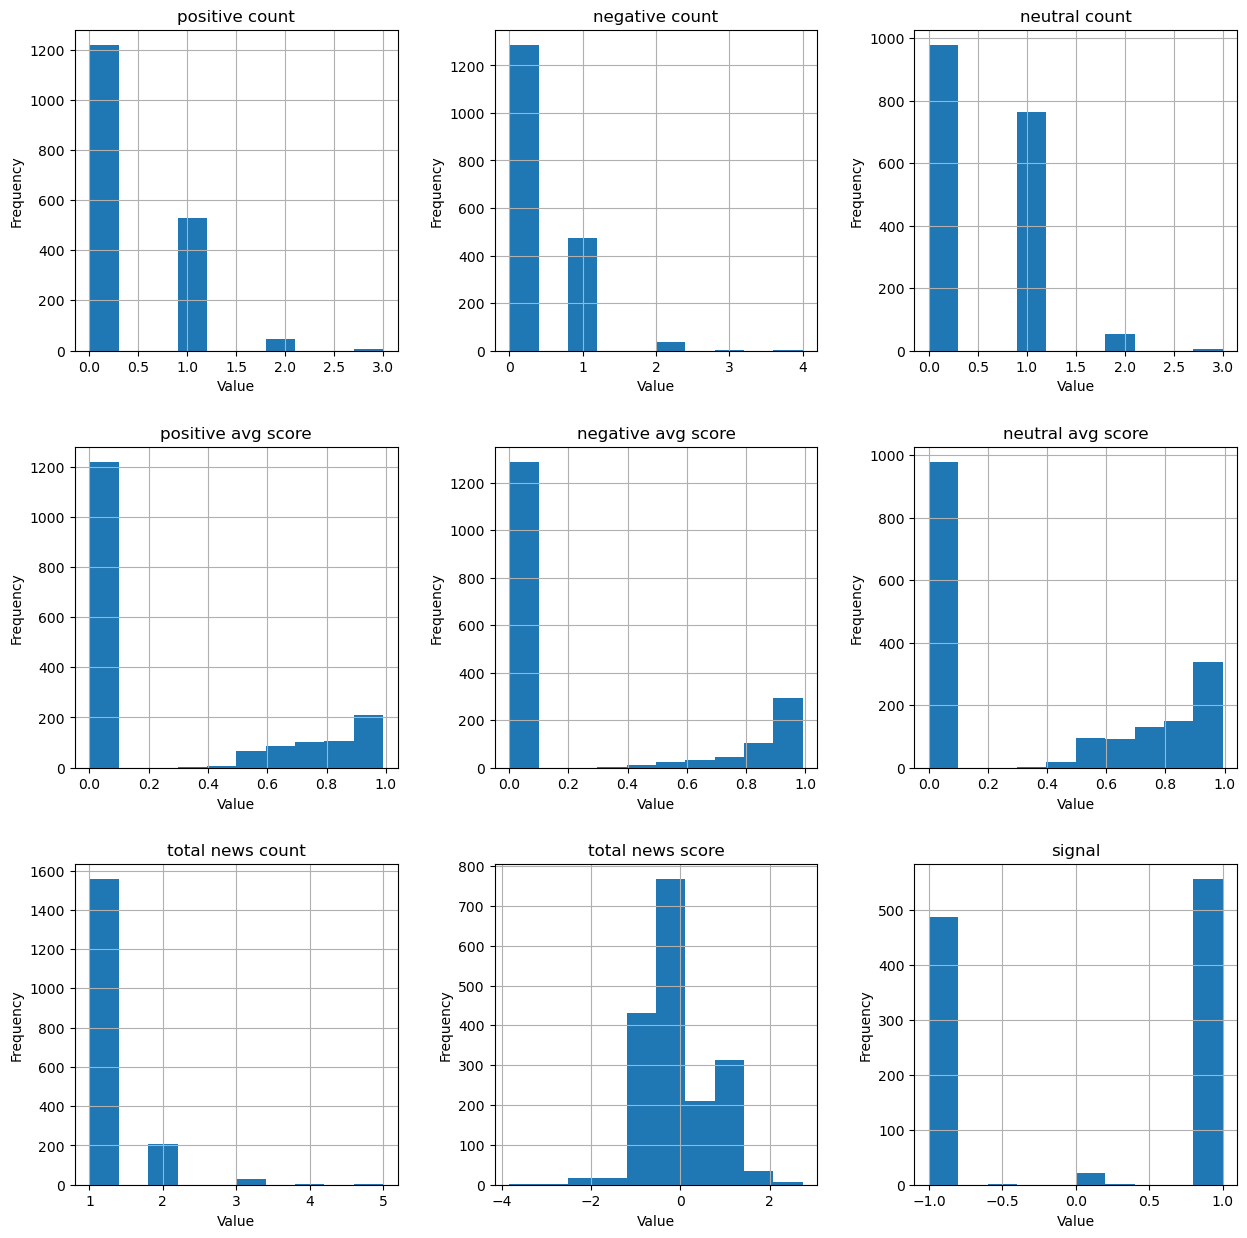 positive count
negative count
neutral count
Frequency
1200
1000
800
600
400
200
0
0.0 0.5 1.0 1.5 2.0 2.5 3.0
Value
Frequency
1200
1000
800
600
400
200
0
0 1 2 3 4
Value
Frequency
1000
800
600
400
200
0
0.0 0.5 1.0 1.5 2.0 2.5 3.0
Value
positive avg score
negative avg score
neutral avg score
Frequency
1200
1000
800
600
400
200
0
0.0 0.2 0.4 0.6 0.8 1.0
Value
Frequency
1200
1000
800
600
400
200
0
0.0 0.2 0.4 0.6 0.8 1.0
Value
Frequency
1000
800
600
400
200
0
0.0 0.2 0.4 0.6 0.8 1.0
Value
total news count
total news score
signal
Frequency
1600
1400
1200
1000
800
600
400
200
0
1 2 3 4 5
Value
Frequency
800
700
600
500
400
300
200
100
0
−4 −2 0 2
Value
Frequency
500
400
300
200
100
0
−1.0 −0.5 0.0 0.5 1.0
Value